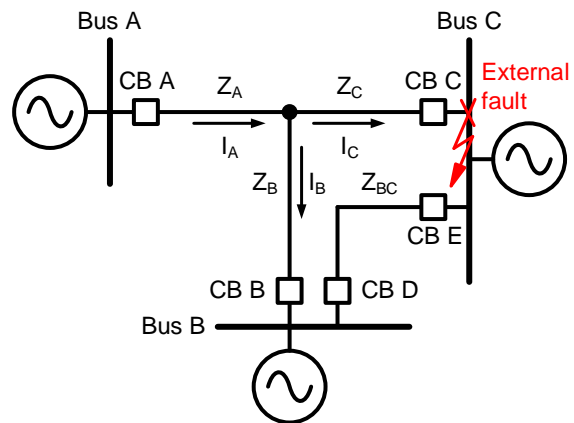 Bus A
Bus C
CB A
Z_A
Z_C
CB C
External
fault
I_A
I_C
Z_B
I_B
Z_BC
CB E
CB B
CB D
Bus B